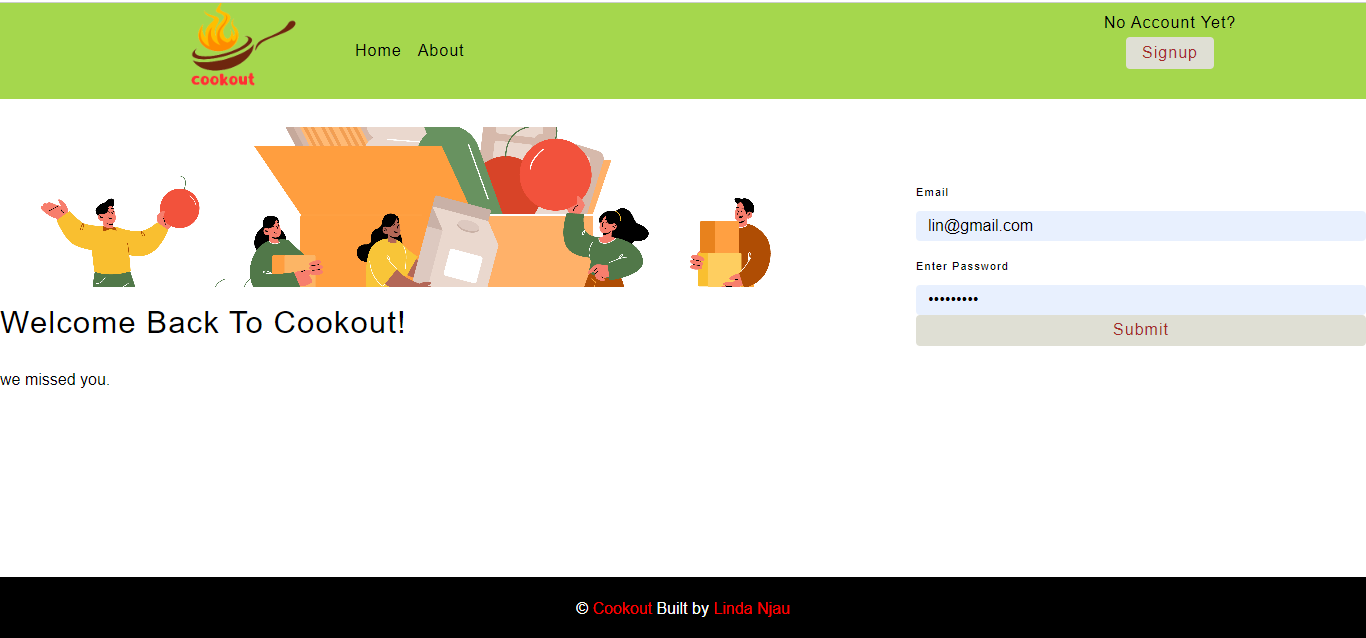 cookout
Home About
No Account Yet?
Signup
Welcome Back To Cookout!
we missed you.
Email
lin@gmail.com
Enter Password
•••••••••
Submit
© Cookout Built by Linda Njau